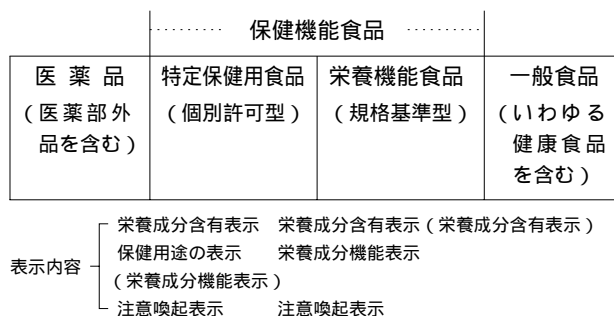 保健機能食品
医薬品 特定保健用食品 栄養機能食品 一般食品
(医薬部外 (個別許可型) (規格基準型) (いわゆる
品を含む) 健康食品
を含む)
栄養成分含有表示 栄養成分含有表示(栄養成分含有表示)
保健用途の表示 栄養成分機能表示
表示内容
(栄養成分機能表示)
注意喚起表示 注意喚起表示